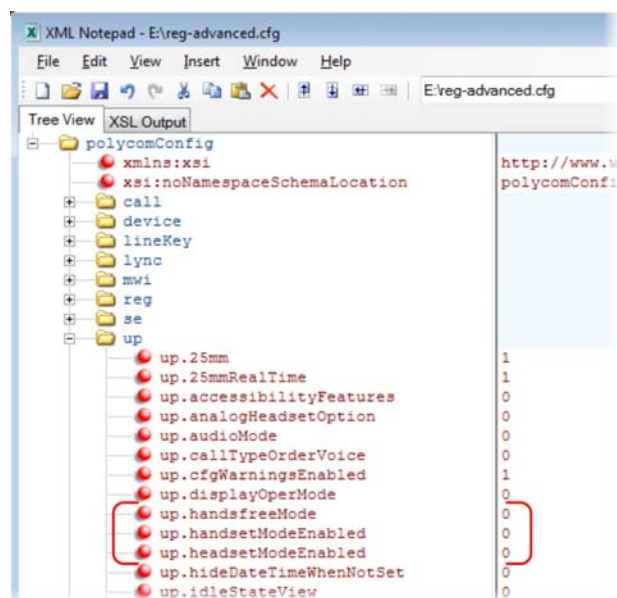 XML Notepad - E:\reg-advanced.cfg
File Edit View Insert Window Help
E:\reg-advanced.cfg
Tree View XSL Output
polycomConfig
xmlns:xsi http://www.w
xsi:noNamespaceSchemaLocation polycomConfi
call
device
lineKey
lync
mwi
reg
se
up
up.25mm 1
up.25mmRealTime 1
up.accessibilityFeatures 0
up.analogHeadsetOption 0
up.audioMode 0
up.callTypeOrderVoice 0
up.cfgWarningsEnabled 1
up.displayOperMode 0
up.handsfreeMode 0
up.handsetModeEnabled 0
up.headsetModeEnabled 0
up.hideDateTimeWhenNotSet 0
up.idleStateView 0